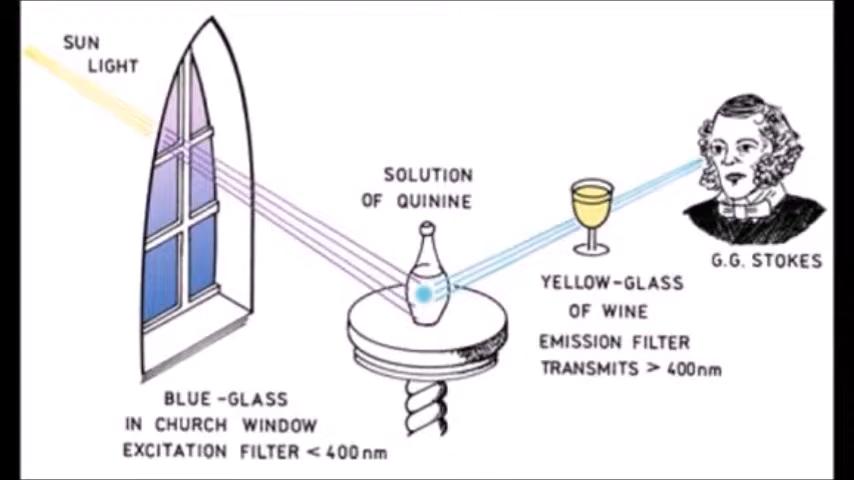 SUN
LIGHT
SOLUTION
OF QUININE
G.G. STOKES
YELLOW-GLASS
OF WINE
EMISSION FILTER
TRANSMITS > 400nm
BLUE-GLASS
IN CHURCH WINDOW
EXCITATION FILTER < 400nm